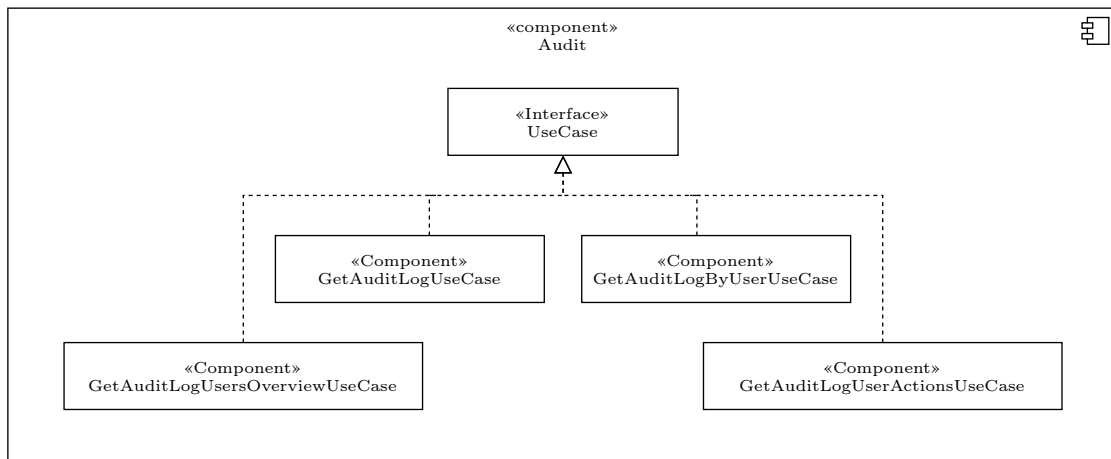 «component»
Audit
«Interface»
UseCase
«Component»
GetAuditLogUseCase
«Component»
GetAuditLogByUserUseCase
«Component»
GetAuditLogUsersOverviewUseCase
«Component»
GetAuditLogUserActionsUseCase